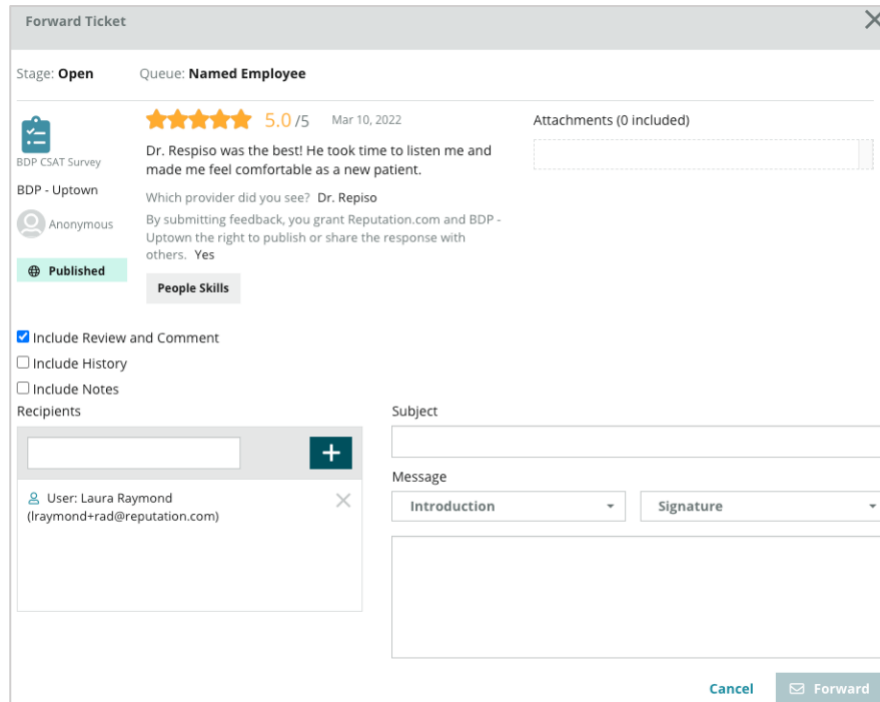 Forward Ticket
Stage: Open Queue: Named Employee
5.0 /5 Mar 10, 2022
Attachments (0 included)
Dr. Respiso was the best! He took time to listen me and
made me feel comfortable as a new
patient.
BDP CSAT Survey
BDP - Uptown
Anonymous
Published
Which provider did you see? Dr. Repiso
By submitting feedback, you grant Reputation.com and BDP -
Uptown the right to publish or share the response with
others. Yes
People Skills
Include Review and Comment
Include History
Include Notes
Recipients
User: Laura Raymond
(lraymond+rad@reputation.com)
Subject
Message
Introduction
Signature
Cancel
Forward